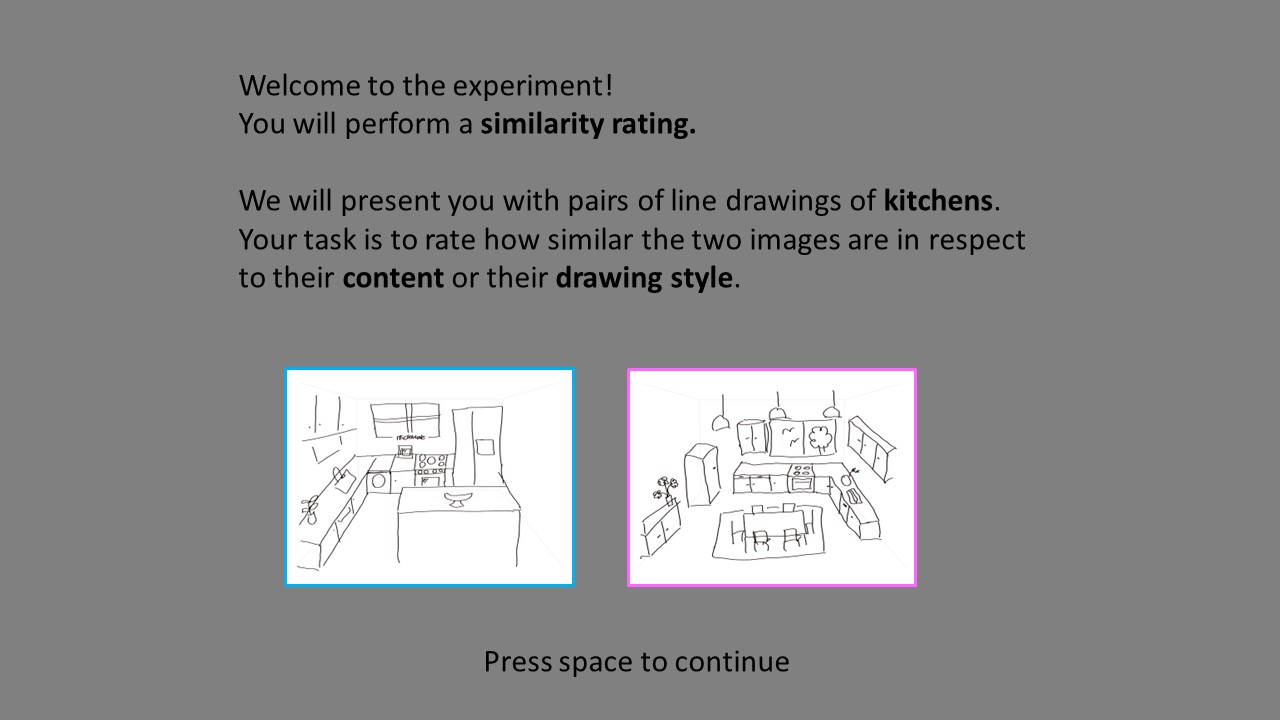 Welcome to the experiment!
You will perform a similarity rating.
We will present you with pairs of line drawings of kitchens.
Your task is to rate how similar the two images are in respect
to their content or their drawing style.
microwave
Press space to continue